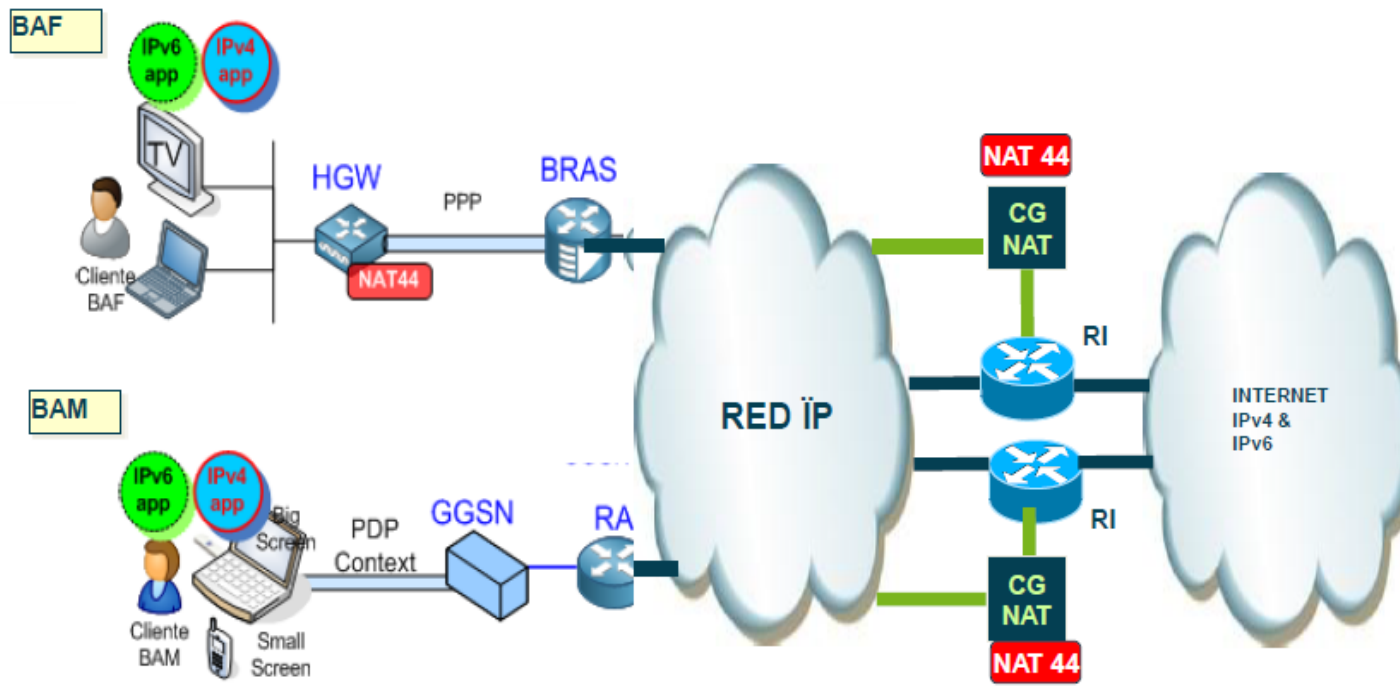 BAF
IPv6
app
IPv4
app
TV
Cliente
BAF
HGW
NAT44
PPP
BRAS
RED ÏP
NAT 44
CG
NAT
RI
INTERNET
IPv4 &
IPv6
BAM
IPv6
app
IPv4
app
Big
Screen
Cliente
BAM
Small
Screen
PDP
Context
GGSN
RA
RI
CG
NAT
NAT 44